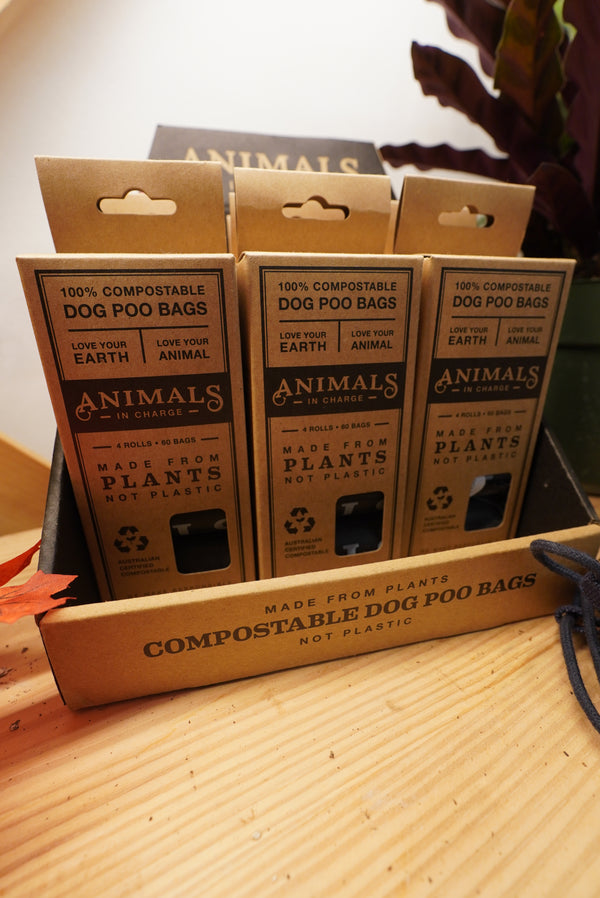 ANIMALS
100% COMPOSTABLE
DOG POO BAGS
LOVE YOUR
EARTH
LOVE YOUR
ANIMAL
ANIMALS
IN CHARGE
4 ROLLS • 60 BAGS
MADE FROM
PLANTS
NOT PLASTIC
AUSTRALIAN
CERTIFIED
COMPOSTABLE
100% COMPOSTABLE
DOG POO BAGS
LOVE YOUR
EARTH
LOVE YOUR
ANIMAL
ANIMALS
IN CHARGE
4 ROLLS • 60 BAGS
MADE FROM
PLANTS
NOT PLASTIC
AUSTRALIAN
CERTIFIED
COMPOSTABLE
100% COMPOSTABLE
DOG POO BAGS
LOVE YOUR
EARTH
LOVE YOUR
ANIMAL
ANIMALS
IN CHARGE
4 ROLLS • 60 BAGS
MADE FROM
PLANTS
NOT PLASTIC
AUSTRALIAN
CERTIFIED
COMPOSTABLE
MADE FROM PLANTS
COMPOSTABLE DOG POO BAGS
NOT PLASTIC